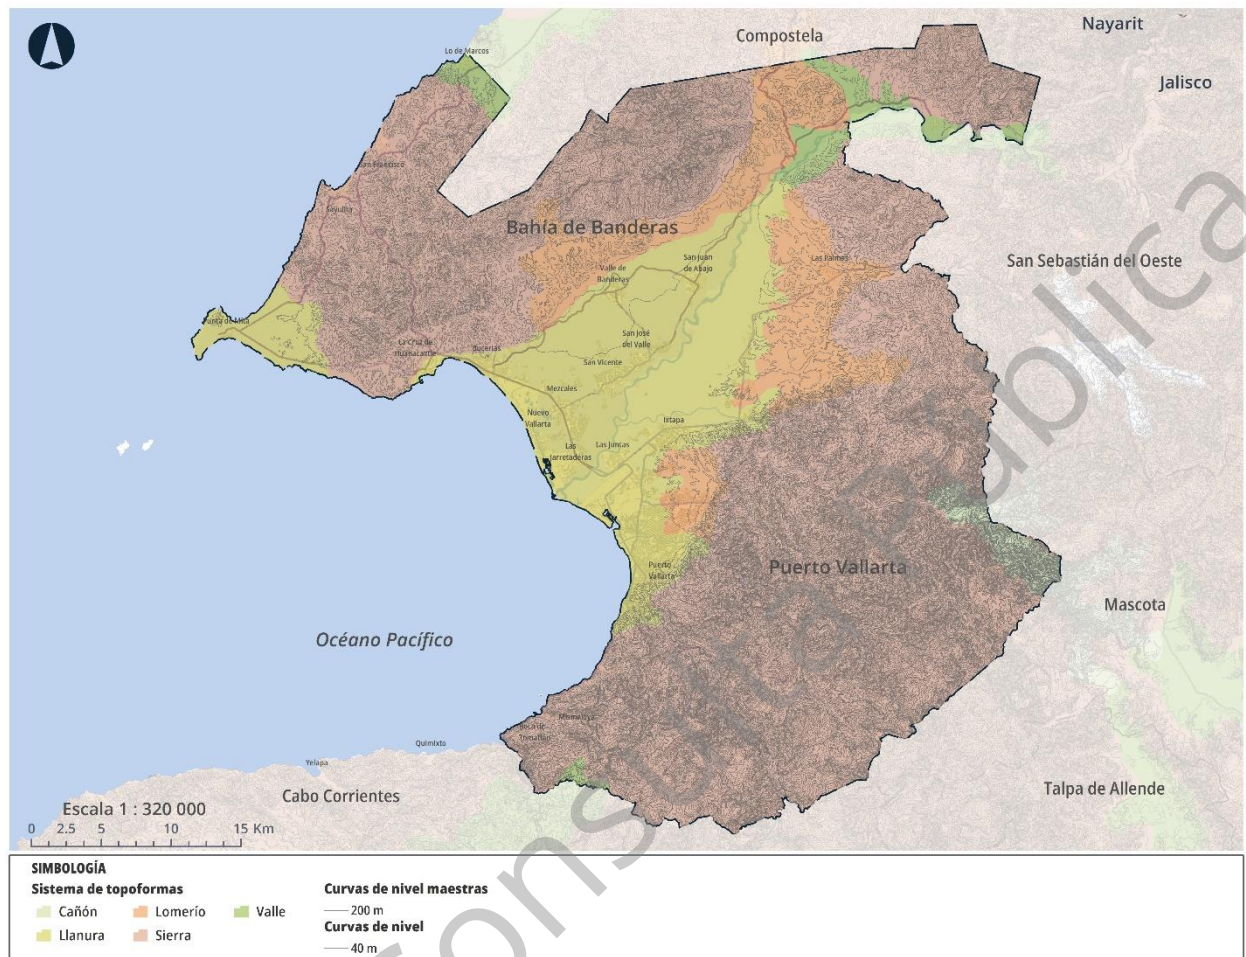 Nayarit
Compostela
Lo de Marcos
Jalisco
San Francisco
Sayulita
Bahía de Banderas
San Juan
de Abajo
Las Palmas
San Sebastián del Oeste
Valle de
Banderas
Punta de Mita
San José
del Valle
La Cruz de
Huanacaxtle
Bucerías
San Vicente
Mezcales
Nuevo
Vallarta
Ixtapa
Las Juntas
Las
Jarretaderas
Puerto
Vallarta
Puerto Vallarta
Mascota
Océano Pacífico
Mismaloya
Boca de
Tomatlán
Quimixto
Yelapa
Cabo Corrientes
Talpa de Allende
Escala 1 : 320 000
0 2.5 5 10 15 Km
Consulta Pública
SIMBOLOGÍA
Sistema de topoformas
Cañón
Lomerío
Valle
Llanura
Sierra
Curvas de nivel maestras
200 m
Curvas de nivel
40 m